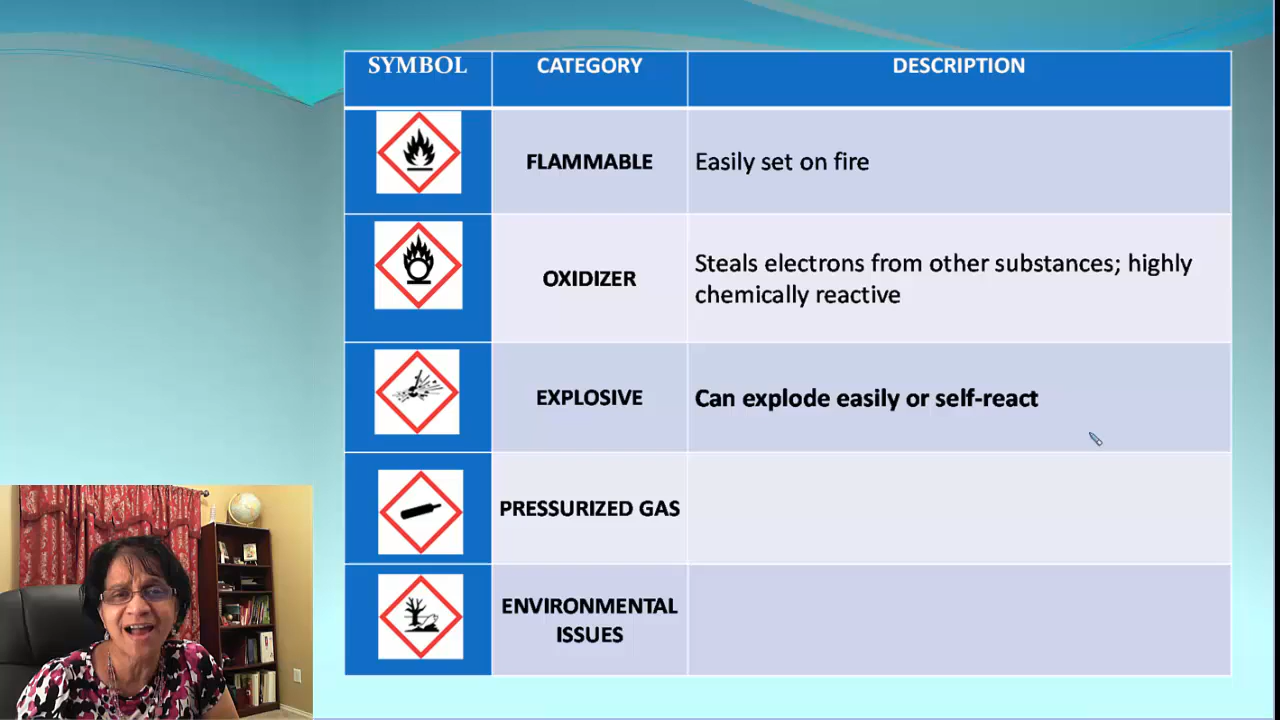 SYMBOL CATEGORY DESCRIPTION
FLAMMABLE Easily set on fire
OXIDIZER Steals electrons from other substances; highly
chemically reactive
EXPLOSIVE Can explode easily or self-react
PRESSURIZED GAS
ENVIRONMENTAL
ISSUES